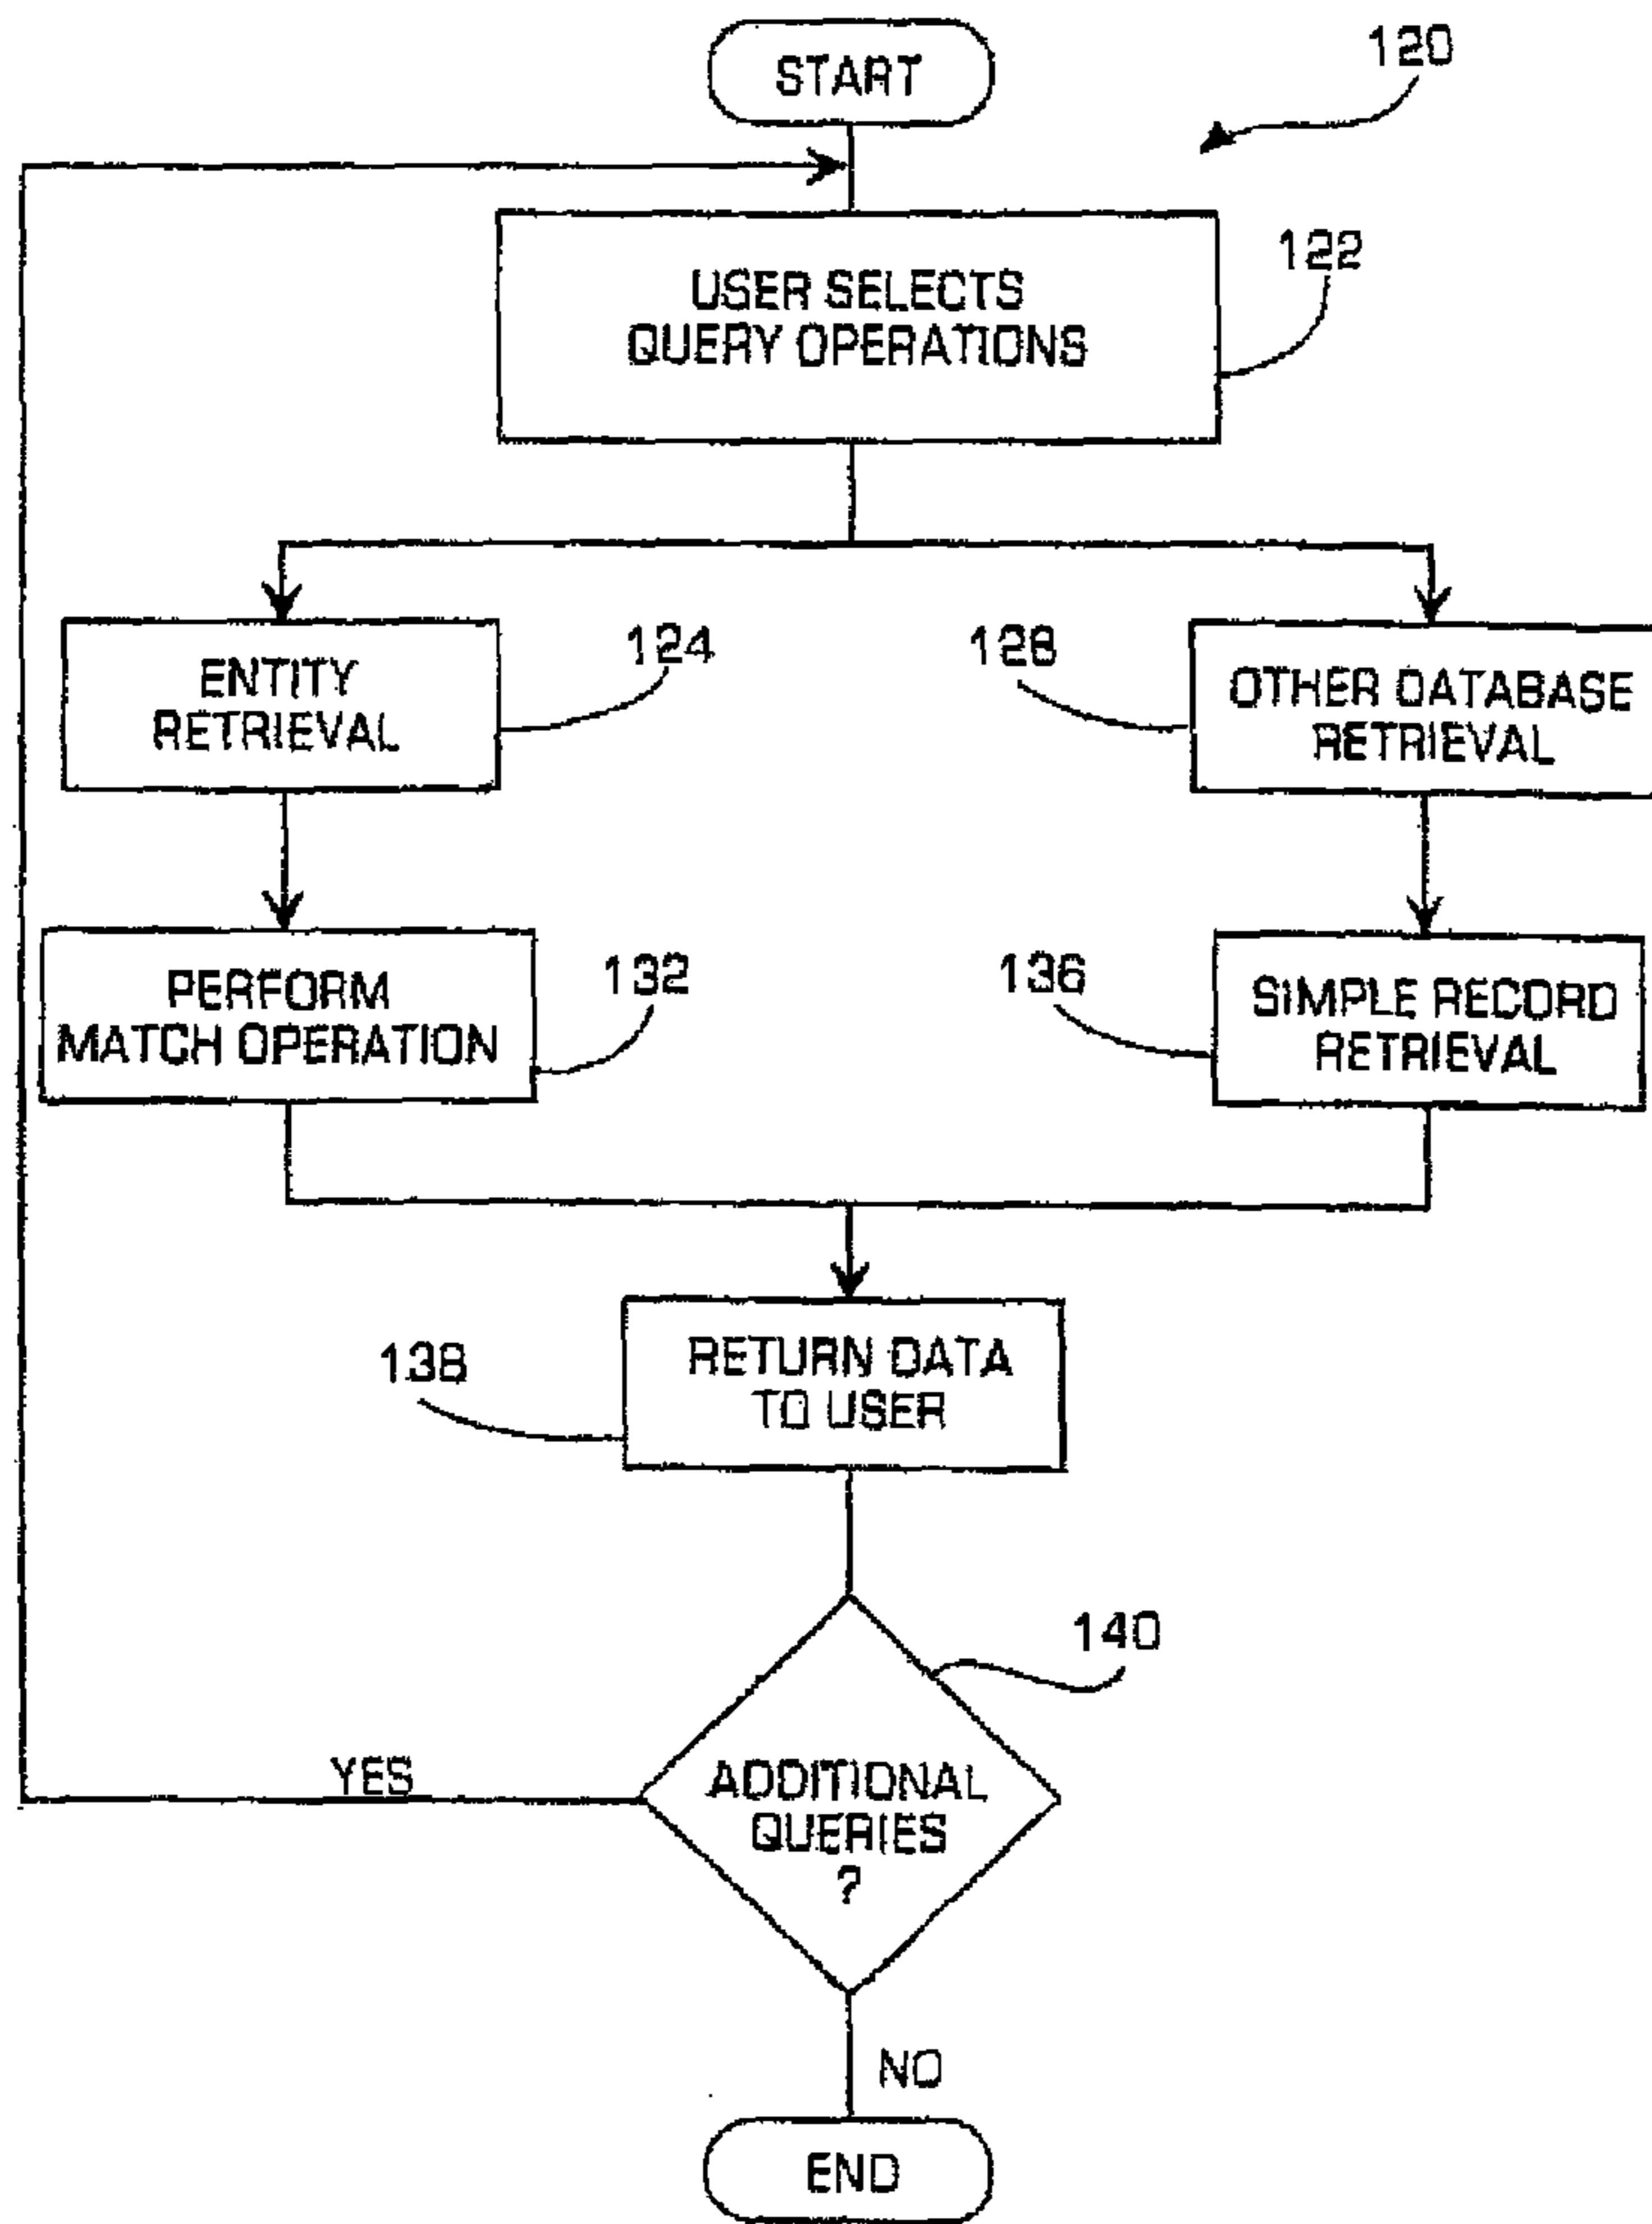 START
120
USER SELECTS
QUERY OPERATIONS
122
ENTITY
RETRIEVAL
124
128
OTHER DATABASE
RETRIEVAL
PERFORM
MATCH OPERATION
132
136
SIMPLE RECORD
RETRIEVAL
138
RETURN DATA
TO USER
140
YES
ADDITIONAL
QUERIES
?
NO
END